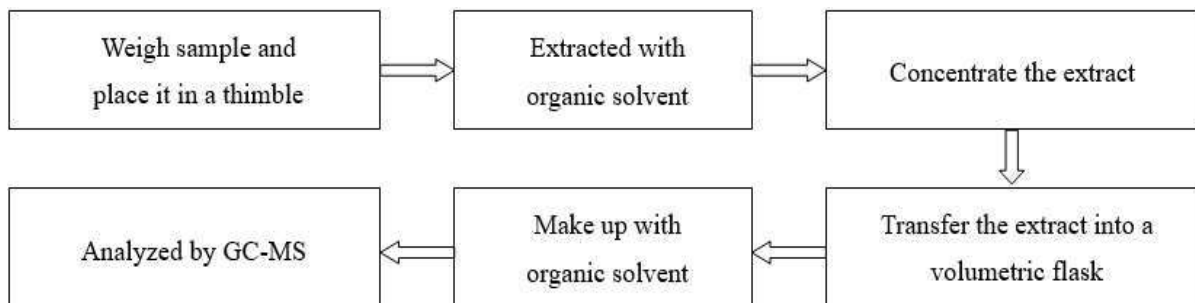 Weigh sample and
place it in a thimble
Extracted with
organic solvent
Concentrate the extract
Transfer the extract into a
volumetric flask
Make up with
organic solvent
Analyzed by GC-MS